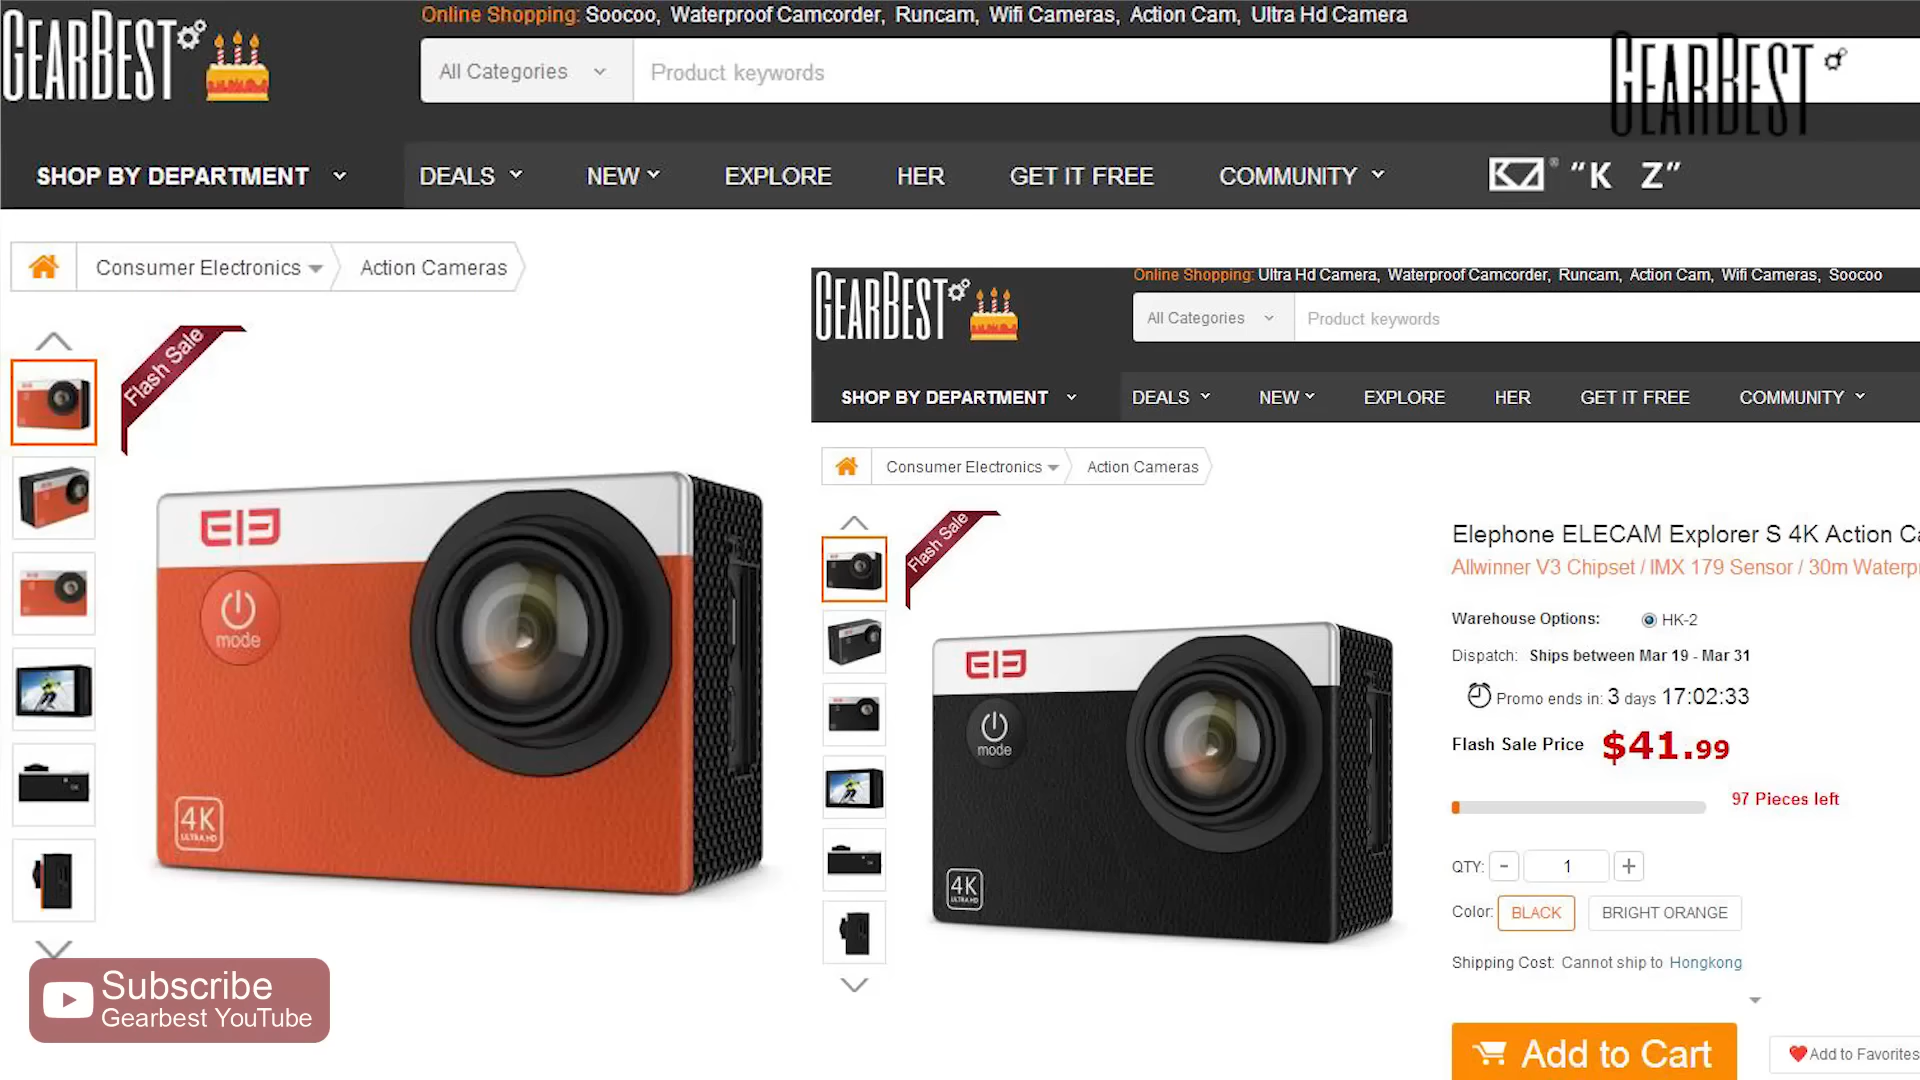 Online Shopping: Soocoo, Waterproof Camcorder, Runcam, Wifi Cameras, Action Cam, Ultra Hd Camera
GEARBEST
All Categories
Product keywords
GEARBEST
SHOP BY DEPARTMENT
DEALS
NEW
EXPLORE
HER
GET IT FREE
COMMUNITY
KZ® “K Z”
Consumer Electronics
Action Cameras
Flash Sale
EIE
mode
4K
ULTRA HD
Online Shopping: Ultra Hd Camera, Waterproof Camcorder, Runcam, Action Cam, Wifi Cameras, Soocoo
GEARBEST
All Categories
Product keywords
SHOP BY DEPARTMENT
DEALS
NEW
EXPLORE
HER
GET IT FREE
COMMUNITY
Consumer Electronics
Action Cameras
Flash Sale
EIE
mode
4K
ULTRA HD
Elephone ELECAM Explorer S 4K Action Ca
Allwinner V3 Chipset / IMX 179 Sensor / 30m Waterp
Warehouse Options: HK-2
Dispatch: Ships between Mar 19 - Mar 31
Promo ends in: 3 days 17:02:33
Flash Sale Price $41.99
97 Pieces left
QTY: - 1 +
Color: BLACK BRIGHT ORANGE
Shipping Cost: Cannot ship to Hongkong
Add to Cart
Add to Favorites
Subscribe
Gearbest YouTube